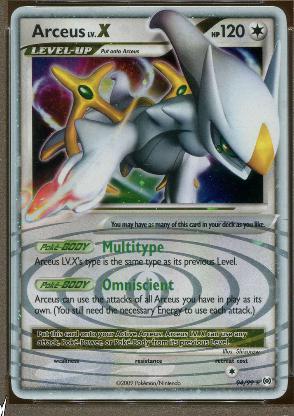 Arceus LV.X HP 120
LEVEL-UP Put onto Arceus
You may have as many of this card in your deck as you like.
Poké-BODY Multitype
Arceus LV.X's type is the same type as its previous Level.
Poké-BODY Omniscient
Arceus can use the attacks of all Arceus you have in play as its
own. (You still need the necessary Energy to use each attack.)
Put this card onto your Active Arceus. Arceus LV.X can use any
attack, Poké-Power, or Poké-Body from its previous level.
weakness resistance retreat cost
©2009 Pokémon/Nintendo 94/99